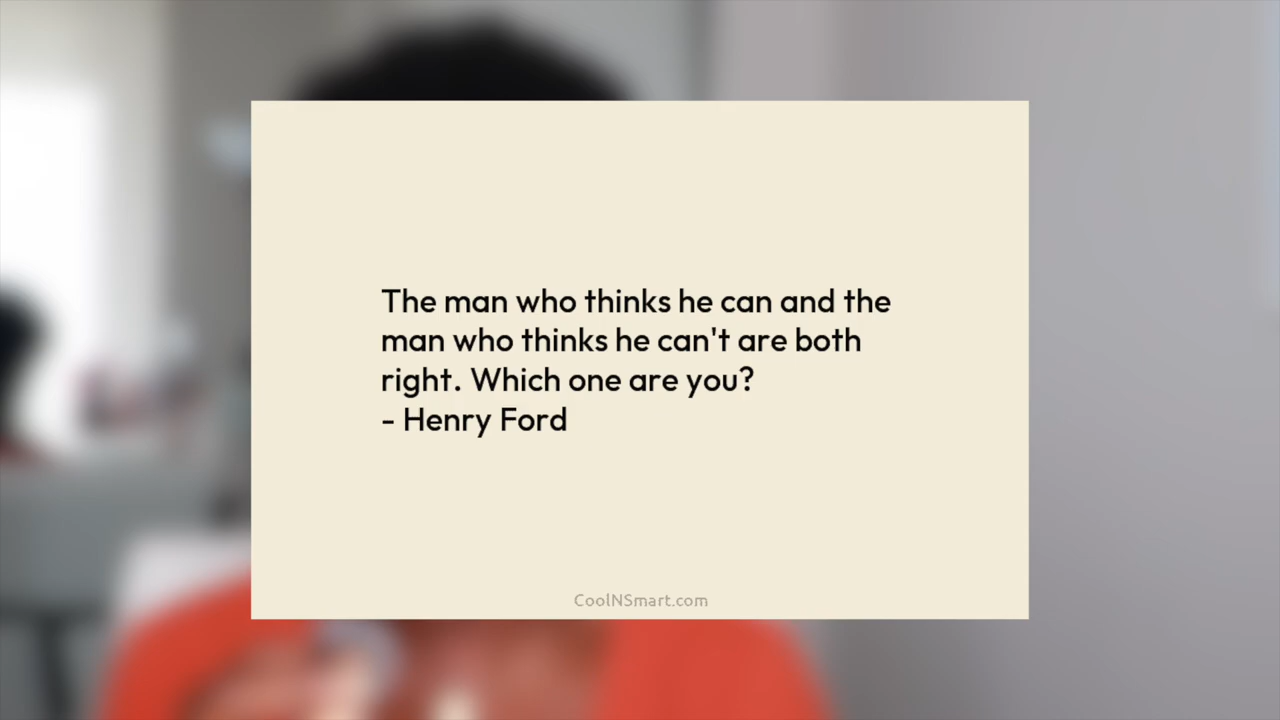 The man who thinks he can and the
man who thinks he can't are both
right. Which one are you?
- Henry Ford
CoolNSmart.com